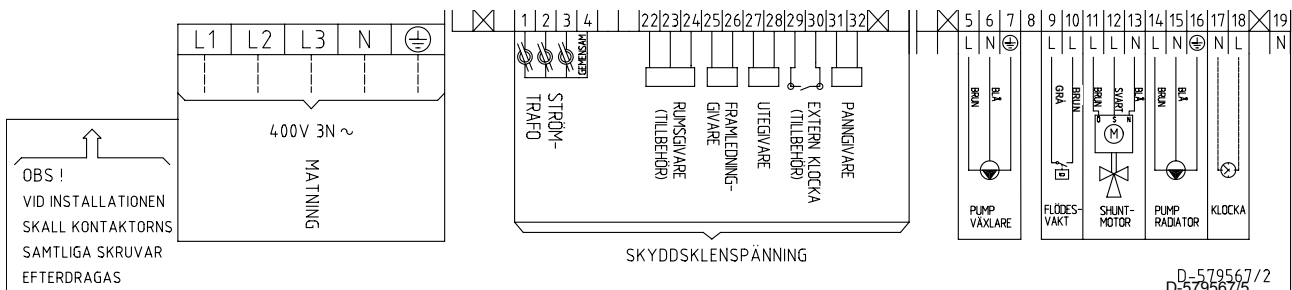 1 2 3 4 22 23 24 25 26 27 28 29 30 31 32 5 6 7 8 9 10 11 12 13 14 15 16 17 18 19
L1 L2 L3 N
L N L L L L N L N N L N
GEMENSAM
BRUN BLÅ GRÅ BRUN BRUN SVART BLÅ BRUN BLÅ
Ö S N
M
400V 3N ~
MATNING
STRÖM-
TRAFO
RUMSGIVARE
(TILLBEHÖR)
FRAMLEDNING-
GIVARE
UTEGIVARE
EXTERN KLOCKA
(TILLBEHÖR)
PANNGIVARE
OBS !
VID INSTALLATIONEN
SKALL KONTAKTORNS
SAMTLIGA SKRUVAR
EFTERDRAGAS
PUMP
VÄXLARE
FLÖDES-
VAKT
SHUNT-
MOTOR
PUMP
RADIATOR
KLOCKA
SKYDDSKLENSPÄNNING
D-579567/2
D-579567/5